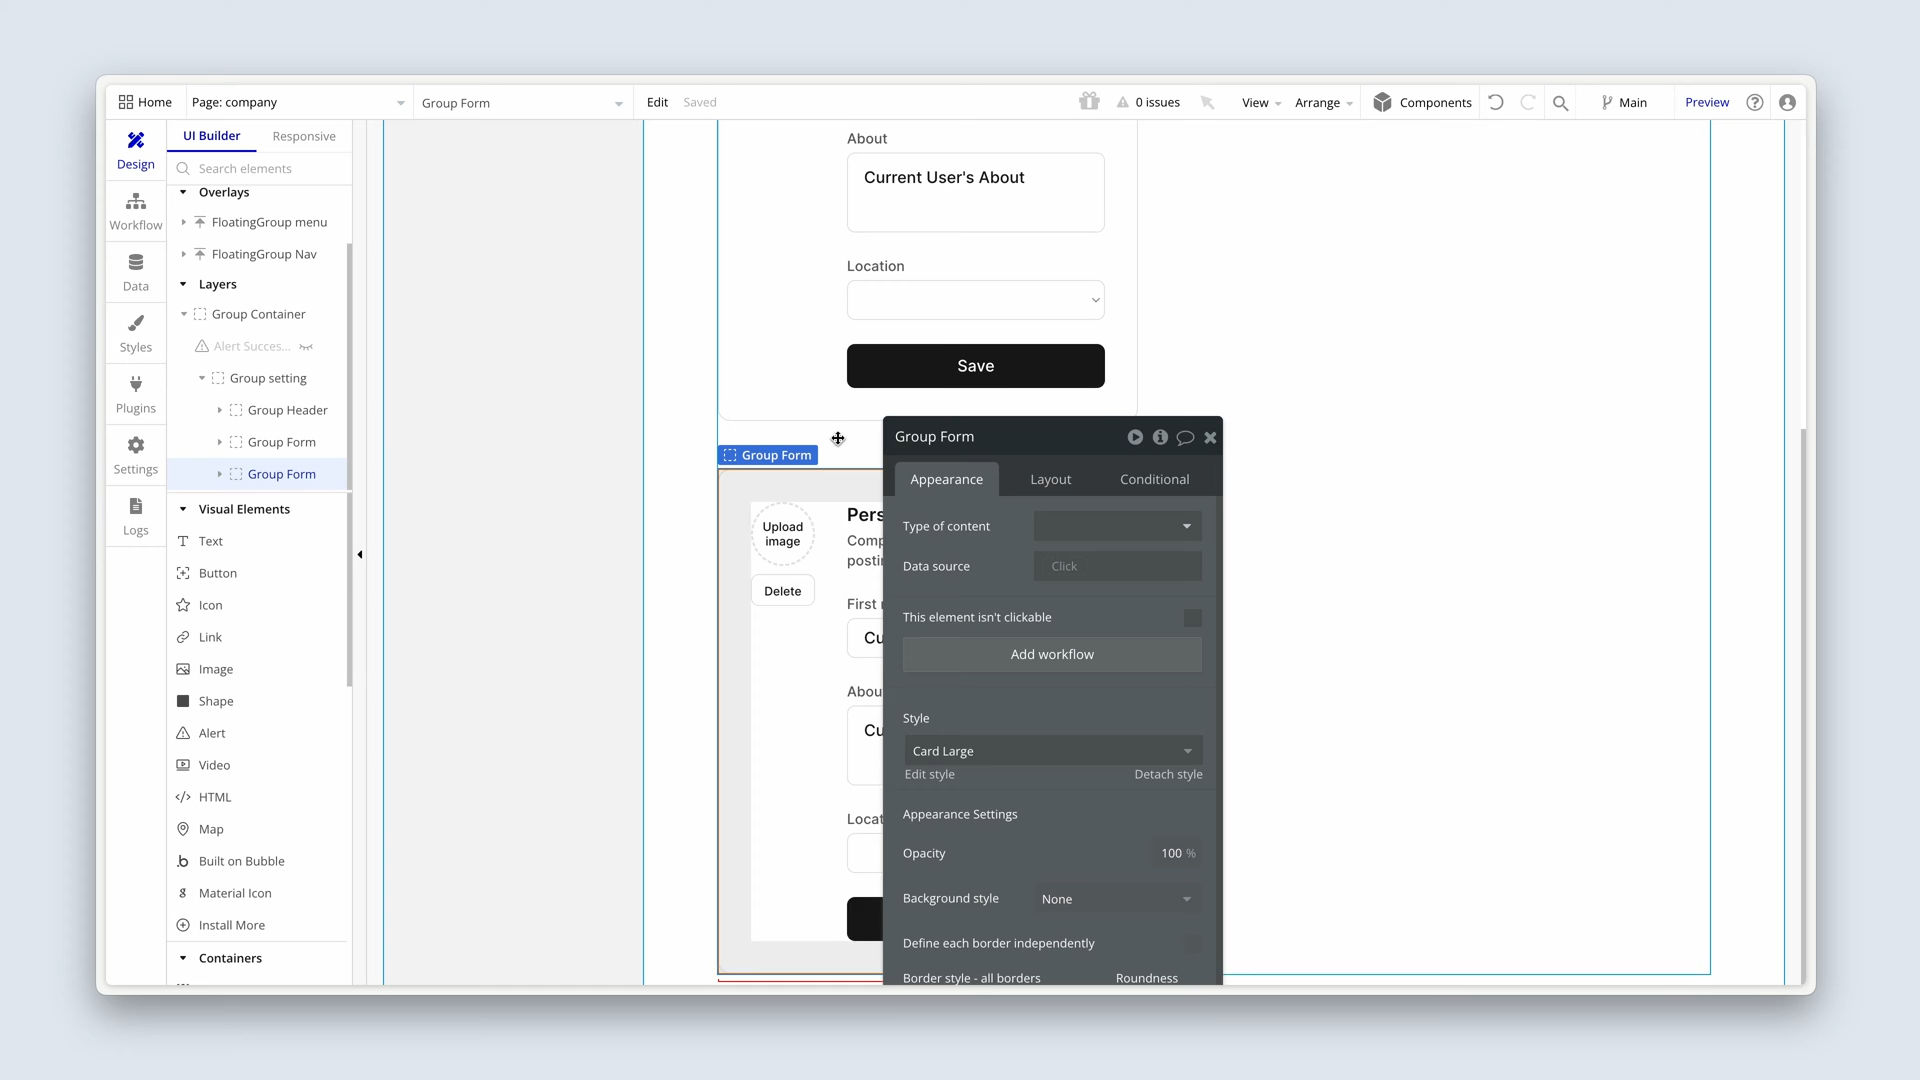 Home
Page: company
Group Form
Edit
Saved
0 issues
View
Arrange
Components
Main
Preview
Design
Workflow
Data
Styles
Plugins
Settings
Logs
UI Builder
Responsive
Search elements
Overlays
FloatingGroup menu
FloatingGroup Nav
Layers
Group Container
Alert Succes...
Group setting
Group Header
Group Form
Group Form
Visual Elements
Text
Button
Icon
Link
Image
Shape
Alert
Video
HTML
Map
Built on Bubble
Material Icon
Install More
Containers
About
Current User's About
Location
Save
Group Form
Upload
image
Delete
Pers
Comp
postin
First
Cu
Abou
Cu
Locat
Group Form
Appearance
Layout
Conditional
Type of content
Data source
Click
This element isn't clickable
Add workflow
Style
Card Large
Edit style
Detach style
Appearance Settings
Opacity
100 %
Background style
None
Define each border independently
Border style - all borders
Roundness